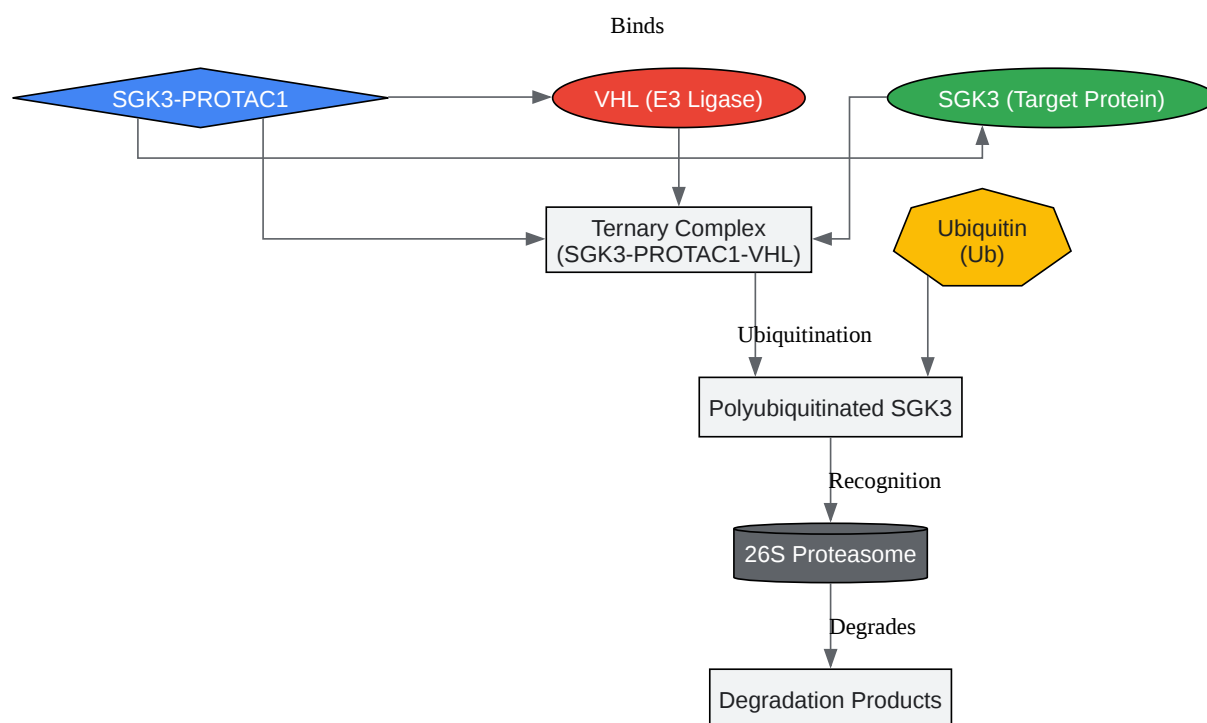 Binds
SGK3-PROTAC1
VHL (E3 Ligase)
SGK3 (Target Protein)
Ternary Complex
(SGK3-PROTAC1-VHL)
Ubiquitin
(Ub)
Ubiquitination
Polyubiquitinated SGK3
Recognition
26S Proteasome
Degrades
Degradation Products